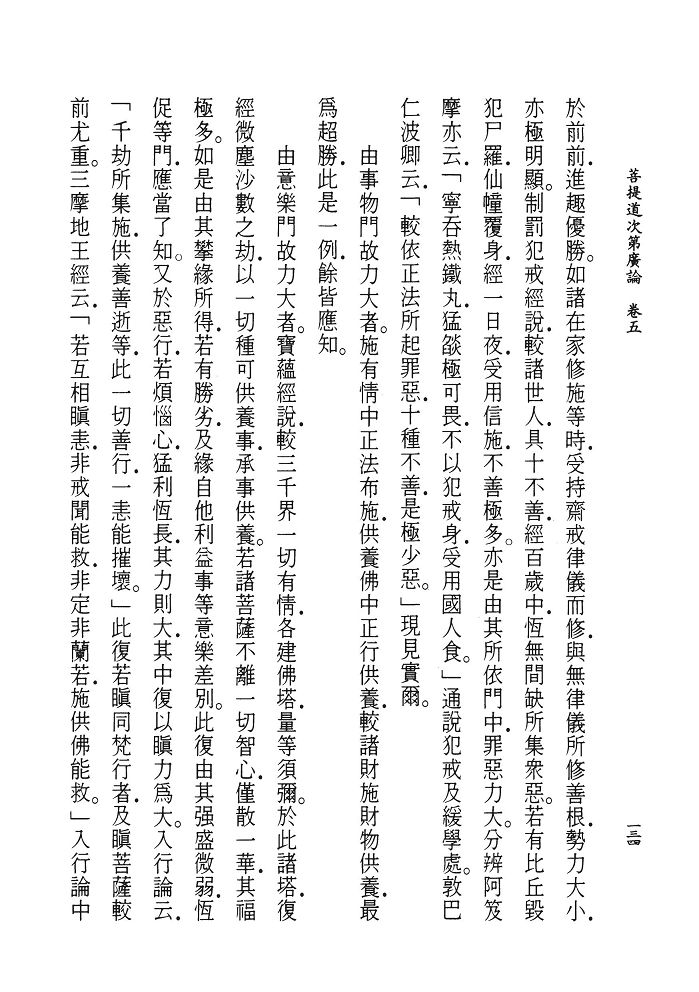 菩提道次第廣論　卷五
一三四
於前前．進趣優勝。如諸在家修施等時．受持齋戒律儀而修．與無律儀所修善根．勢力大小．
亦極明顯。制罰犯戒經說．較諸世人．具十不善．經百歲中．恆無間缺所集眾惡。若有比丘毀
犯尸羅．仙幢覆身．經一日夜．受用信施．不善極多。亦是由其所依門中．罪惡力大。分辨阿笈
摩亦云．「寧吞熱鐵丸．猛燄極可畏．不以犯戒身．受用國人食。」通說犯戒及緩學處。敦巴
仁波卿云．「較依正法所起罪惡．十種不善．是極少惡。」現見實爾。
由事物門故力大者。施有情中正法布施．供養佛中正行供養．較諸財施財物供養．最
爲超勝．此是一例．餘皆應知。
由意樂門故力大者。寶蘊經說．較三千界一切有情．各建佛塔．量等須彌。於此諸塔．復
經微塵沙數之劫．以一切種可供養事．承事供養。若諸菩薩不離一切智心．僅散一華．其福
極多。如是由其攀緣所得．若有勝劣．及緣自他利益事等意樂差別。此復由其强盛微弱．恆
促等門．應當了知。又於惡行．若煩惱心．猛利恆長．其力則大．其中復以瞋力爲大。入行論云．
「千劫所集施．供養善逝等．此一切善行．一恚能摧壞。」此復若瞋同梵行者．及瞋菩薩較
前尤重。三摩地王經云．「若互相瞋恚．非戒聞能救．非定非蘭若．施供佛能救。」入行論中